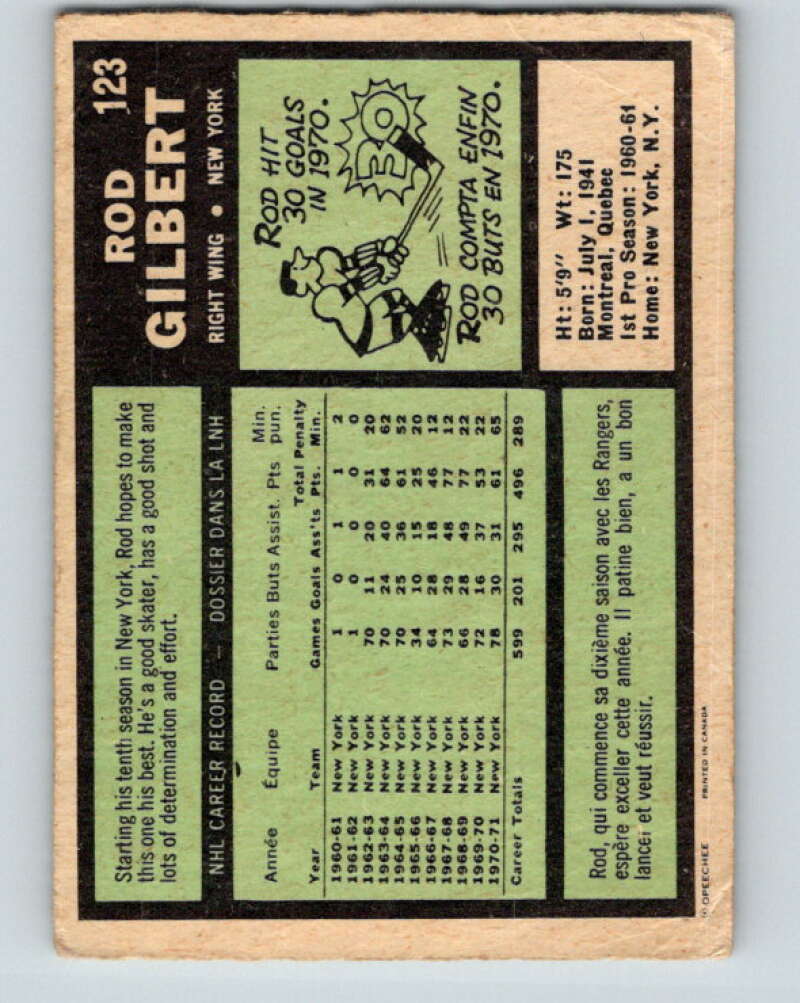 123
ROD
GILBERT
RIGHT WING • NEW YORK
Starting his tenth season in New York, Rod hopes to make
this one his best. He's a good skater, has a good shot and
lots of determination and effort.
ROD HIT
30 GOALS
IN 1970.
30
ROD COMPTA ENFIN
30 BUTS EN 1970.
NHL CAREER RECORD — DOSSIER DANS LA LNH
Année Équipe Parties Buts Assist. Pts Min. pun.
Year Team Games Goals Ass'ts Total Pts. Penalty Min.
1960-61 New York 1 0 1 1 2
1961-62 New York 1 0 0 0 0
1962-63 New York 70 11 20 31 20
1963-64 New York 70 24 40 64 62
1964-65 New York 70 25 36 61 52
1965-66 New York 34 10 15 25 20
1966-67 New York 64 28 18 46 12
1967-68 New York 73 29 48 77 12
1968-69 New York 66 28 49 77 22
1969-70 New York 72 16 37 53 22
1970-71 New York 78 30 31 61 65
Career Totals 599 201 295 496 289
Ht: 5'9" Wt: 175
Born: July 1, 1941
Montreal, Quebec
1st Pro Season: 1960-61
Home: New York, N.Y.
Rod, qui commence sa dixième saison avec les Rangers,
espère exceller cette année. Il patine bien, a un bon
lancer et veut réussir.
© OPEECHEE PRINTED IN CANADA